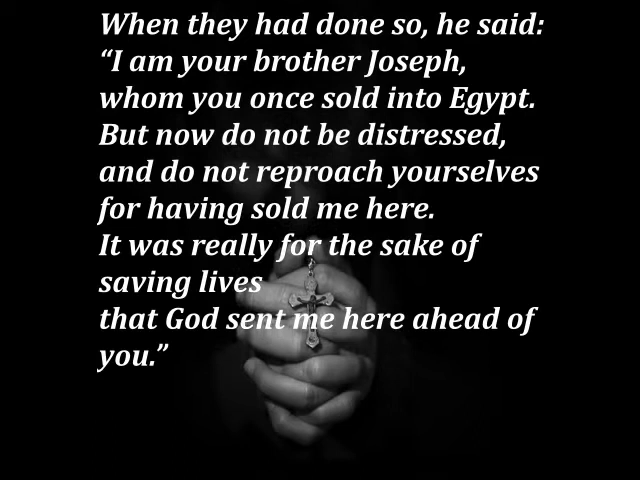 When they had done so, he said:
“I am your brother Joseph,
whom you once sold into Egypt.
But now do not be distressed,
and do not reproach yourselves
for having sold me here.
It was really for the sake of
saving lives
that God sent me here ahead of
you.”